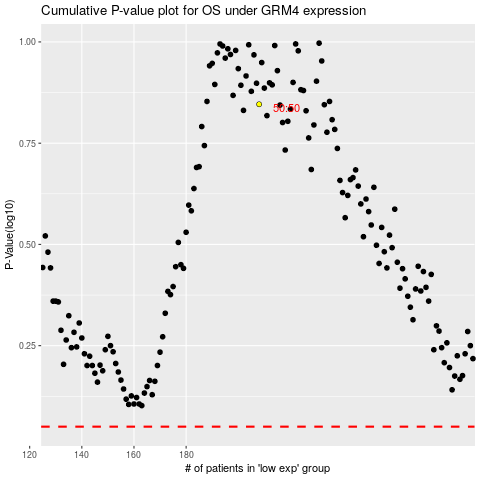 Cumulative P-value plot for OS under GRM4 expression
1.00
0.75
0.50
0.25
P-Value(log10)
50:50
120 140 160 180
# of patients in 'low exp' group